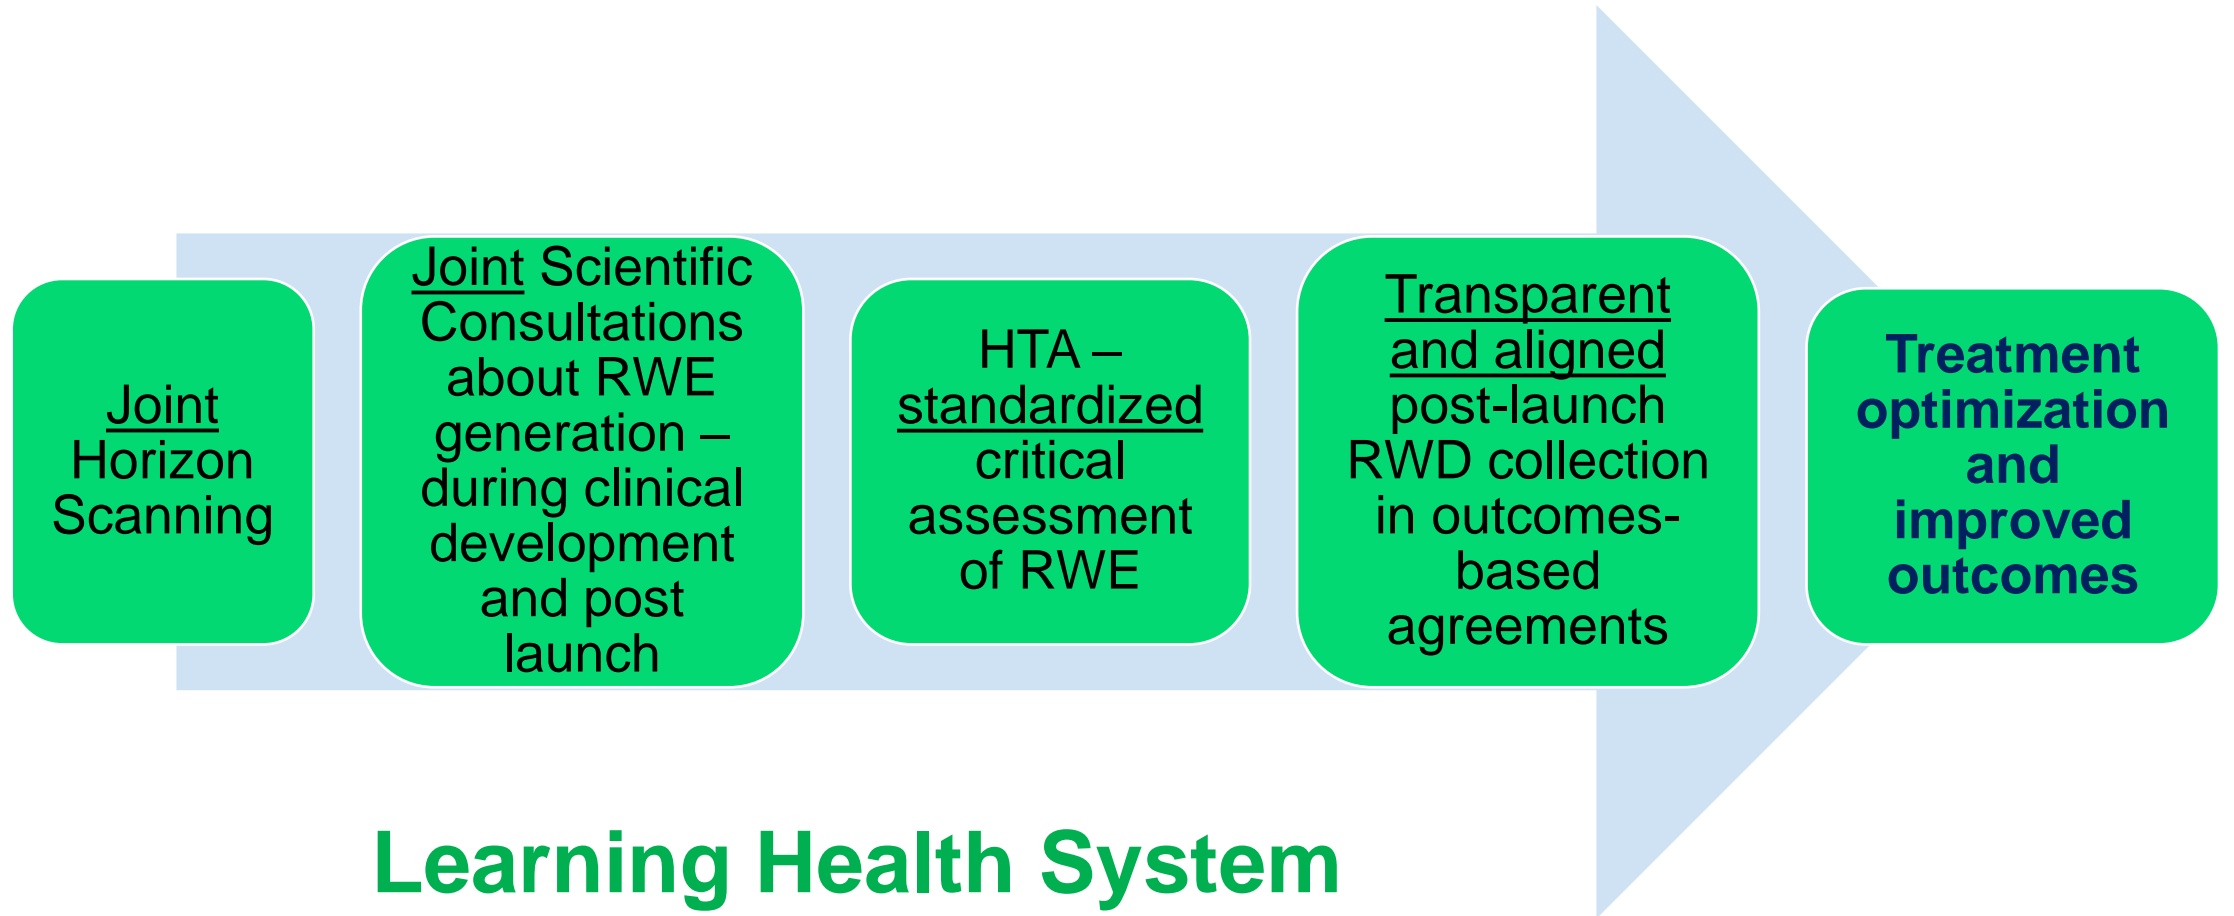 Joint
Horizon
Scanning
Joint Scientific
Consultations
about RWE
generation –
during clinical
development
and post
launch
HTA –
standardized
critical
assessment
of RWE
Transparent
and aligned
post-launch
RWD collection
in outcomes-
based
agreements
Treatment
optimization
and
improved
outcomes
Learning Health System